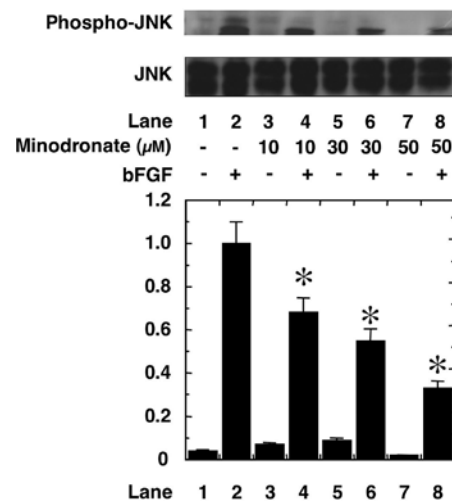 Phospho-JNK
JNK
Lane 1 2 3 4 5 6 7 8
Minodronate (μM) - - 10 10 30 30 50 50
bFGF - + - + - + - +
1.2
1.0
* 
0.8
*
0.6
*
0.4
0.2
0
Lane 1 2 3 4 5 6 7 8